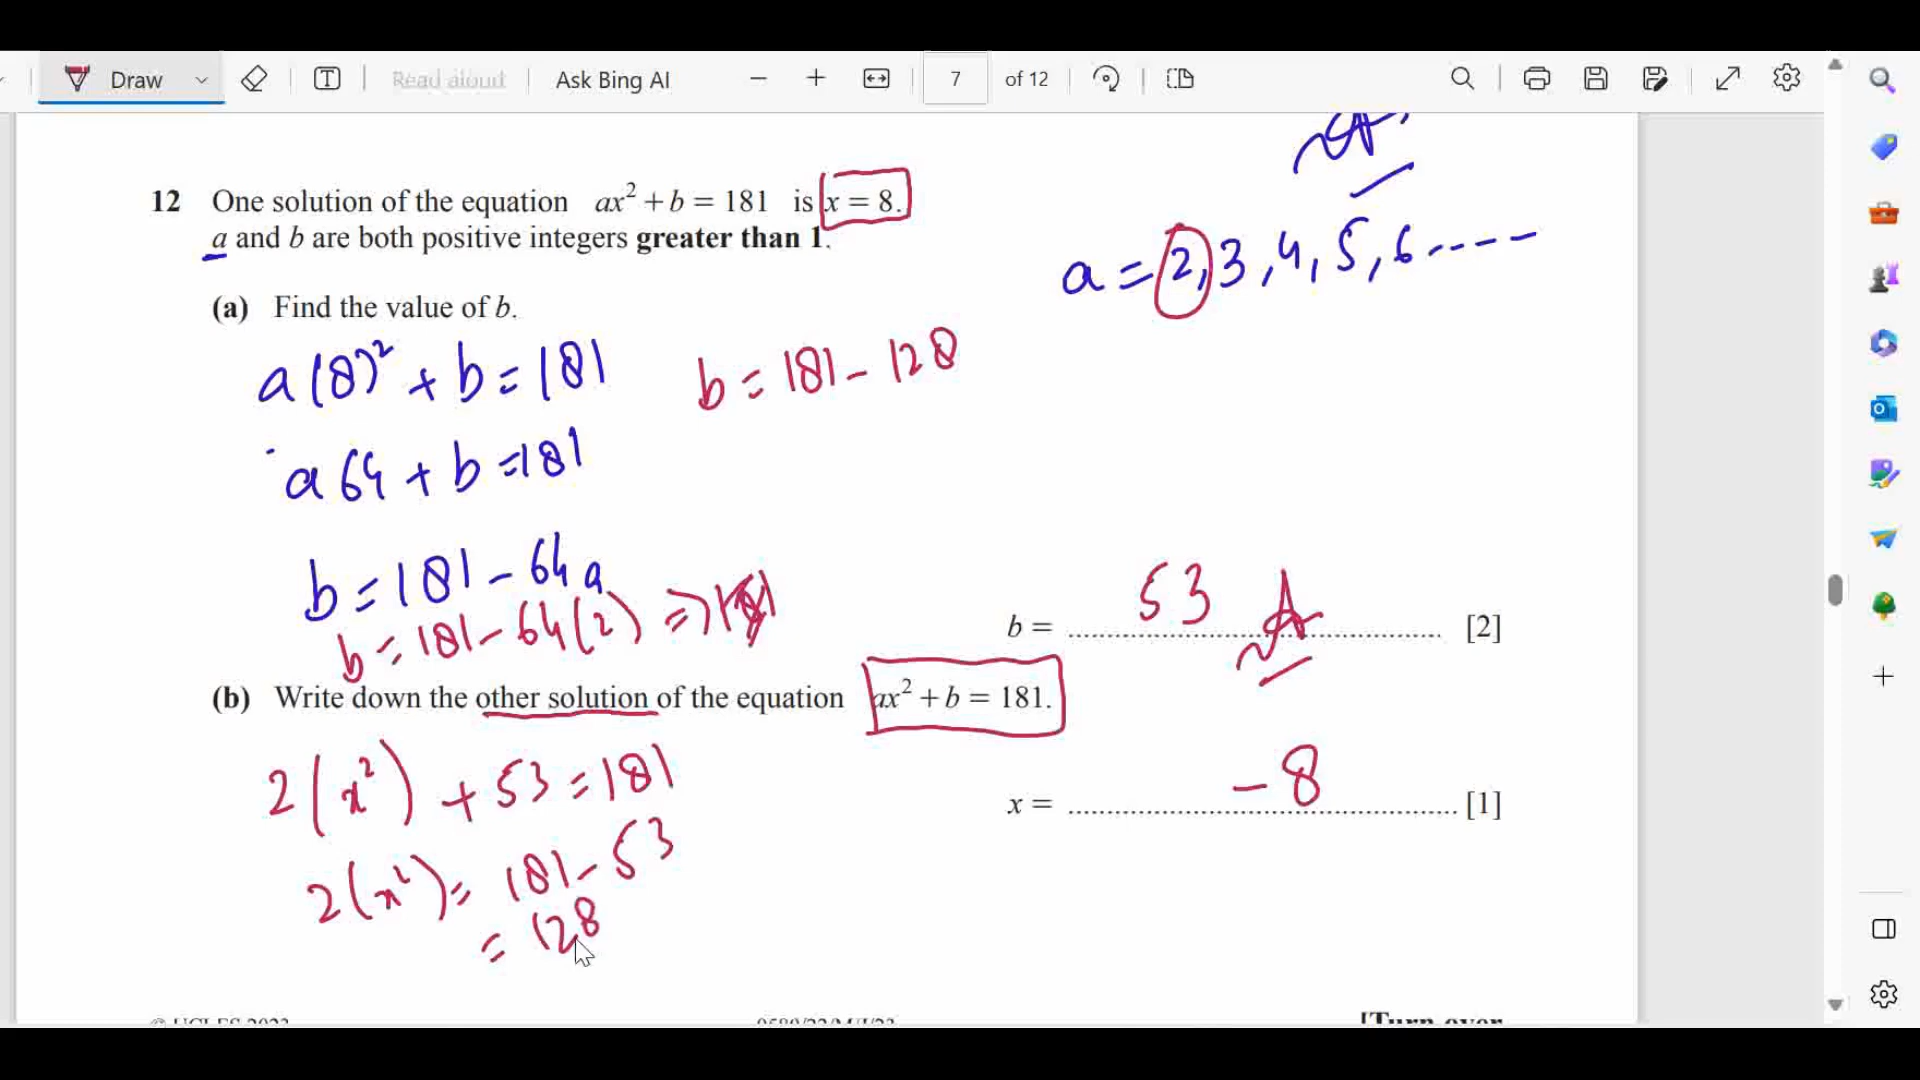 Draw
Read aloud
Ask Bing AI
7 of 12
12 One solution of the equation ax² + b = 181 is x = 8.
a and b are both positive integers greater than 1.
a = 2, 3, 4, 5, 6 ----
(a) Find the value of b.
a(8)² + b = 181
b = 181 - 128
a 64 + b = 181
b = 181 - 64a
b = 181 - 64(2) =>
b = 53 [2]
(b) Write down the other solution of the equation ax² + b = 181.
2(x²) + 53 = 181
x = -8 [1]
2(x²) = 181 - 53
= 128
© UCLES 2023
[Turn over